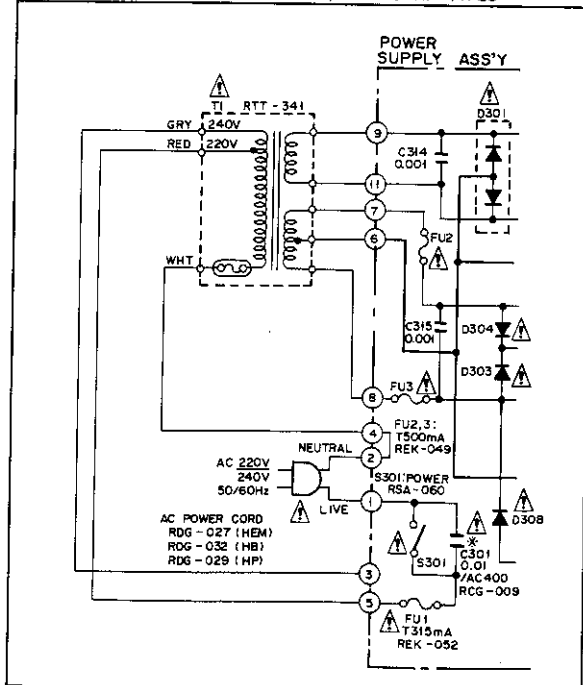 POWER
SUPPLY ASS'Y
T1 RTT-341
GRY 240V
RED 220V
WHT
9
11
7
6
8
4
2
1
3
5
C314
0.001
D301
FU2
C315
0.001
D304
D303
FU3
FU2,3:
T500mA
REK-049
NEUTRAL
AC 220V
240V
50/60Hz
LIVE
S301:POWER
RSA-060
AC POWER CORD
RDG-027 (HEM)
RDG-032 (HB)
RDG-029 (HP)
S301
*
C301
0.01
/AC400
RCG-009
D308
FU1
T315mA
REK-052